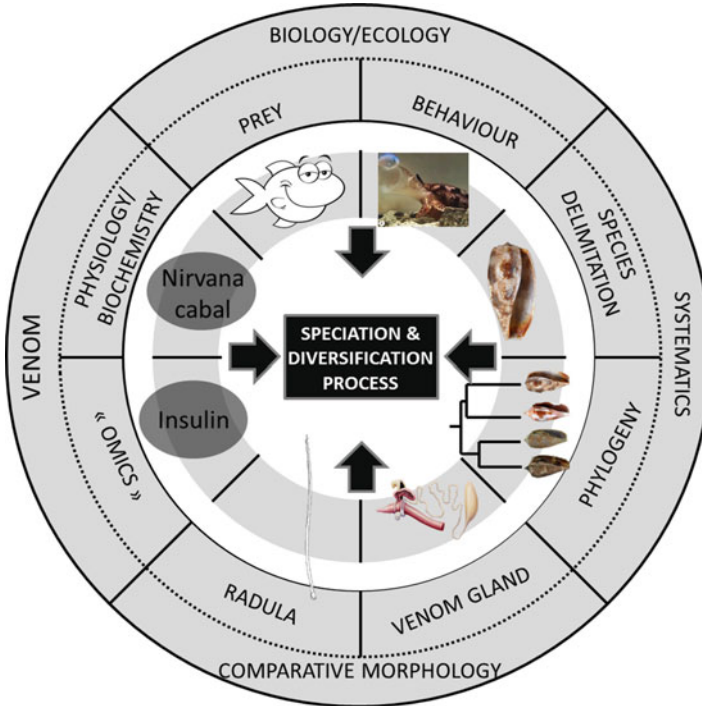 BIOLOGY/ECOLOGY
PREY
BEHAVIOUR
PHYSIOLOGY/
BIOCHEMISTRY
SPECIES
DELIMITATION
Nirvana
cabal
VENOM
SPECIATION &
DIVERSIFICATION
PROCESS
SYSTEMATICS
Insulin
« OMICS »
PHYLOGENY
RADULA
VENOM GLAND
COMPARATIVE MORPHOLOGY